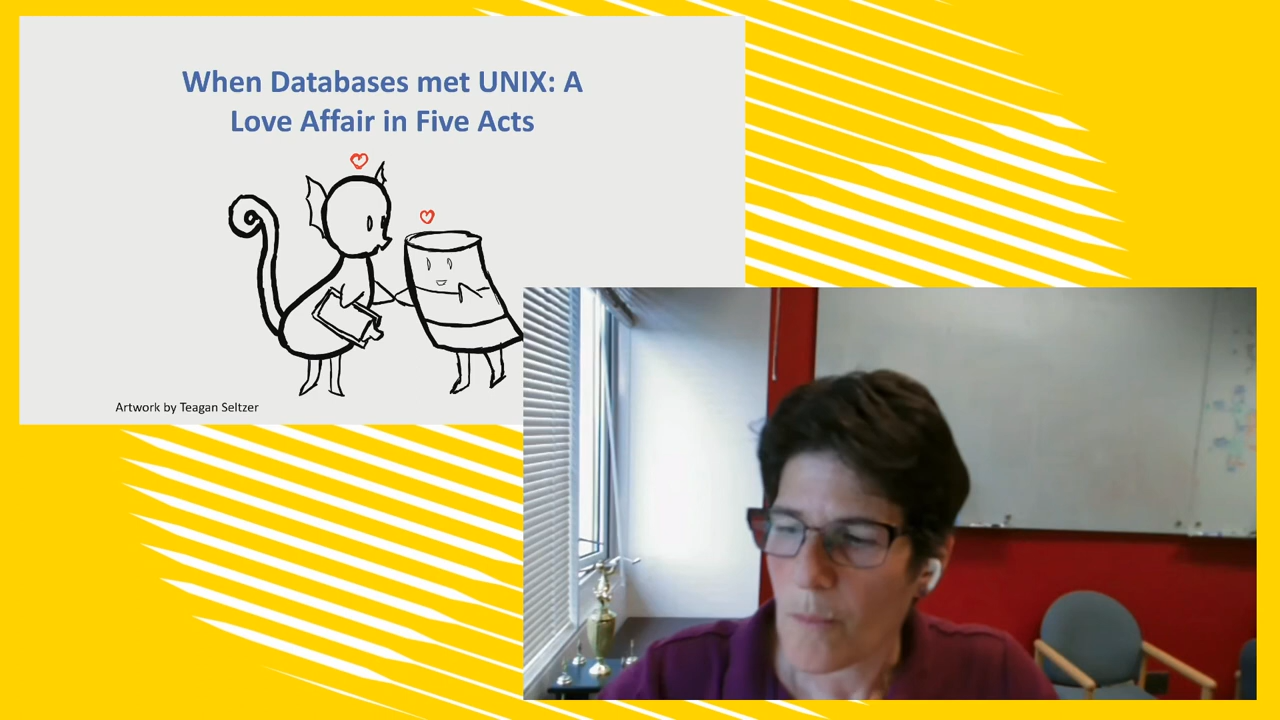 When Databases met UNIX: A
Love Affair in Five Acts
Artwork by Teagan Seltzer